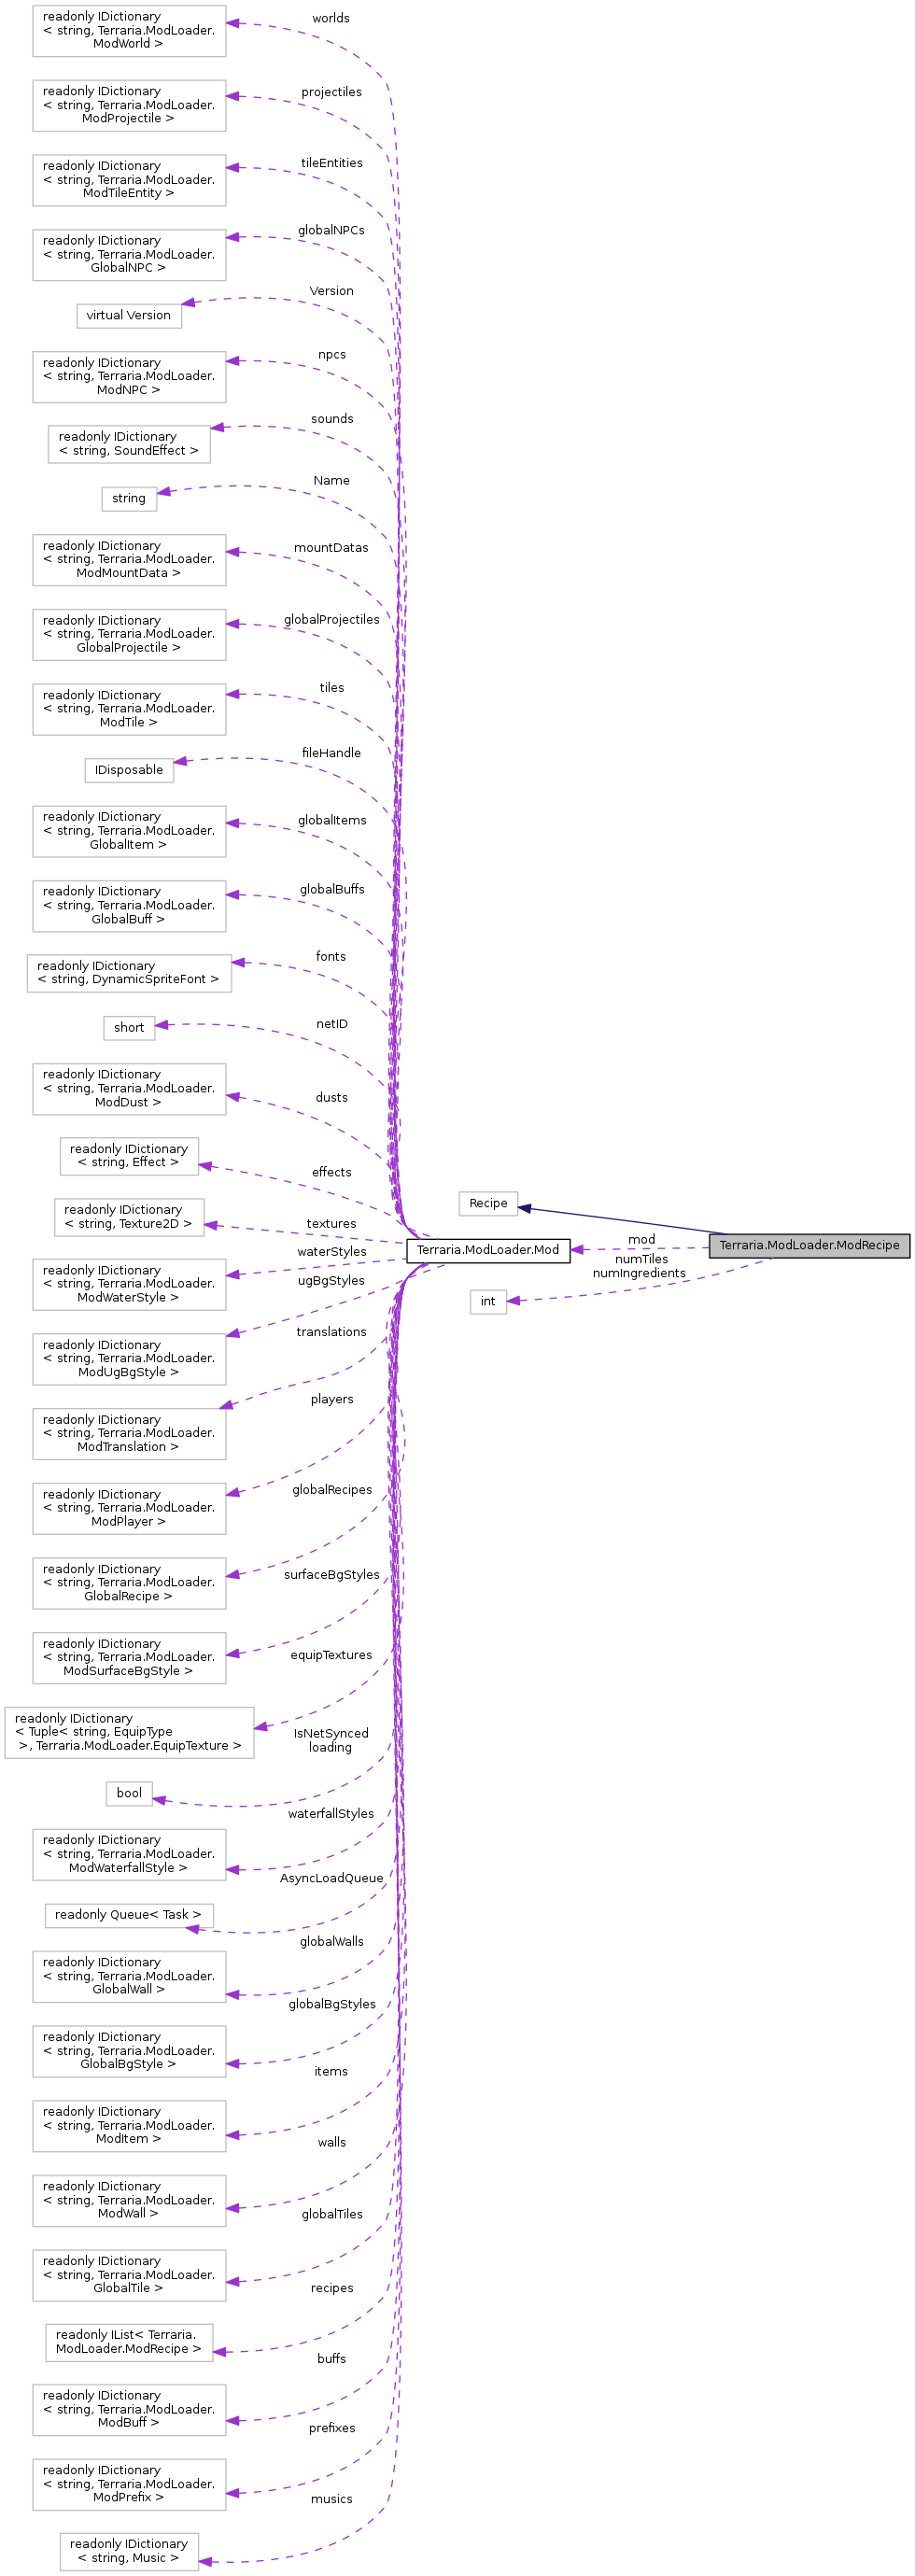 readonly IDictionary
< string, Terraria.ModLoader.
ModWorld >
worlds
readonly IDictionary
< string, Terraria.ModLoader.
ModProjectile >
projectiles
readonly IDictionary
< string, Terraria.ModLoader.
ModTileEntity >
tileEntities
readonly IDictionary
< string, Terraria.ModLoader.
GlobalNPC >
globalNPCs
virtual Version
Version
readonly IDictionary
< string, Terraria.ModLoader.
ModNPC >
npcs
readonly IDictionary
< string, SoundEffect >
sounds
string
Name
readonly IDictionary
< string, Terraria.ModLoader.
ModMountData >
mountDatas
readonly IDictionary
< string, Terraria.ModLoader.
GlobalProjectile >
globalProjectiles
readonly IDictionary
< string, Terraria.ModLoader.
ModTile >
tiles
IDisposable
fileHandle
readonly IDictionary
< string, Terraria.ModLoader.
GlobalItem >
globalItems
readonly IDictionary
< string, Terraria.ModLoader.
GlobalBuff >
globalBuffs
readonly IDictionary
< string, DynamicSpriteFont >
fonts
short
netID
readonly IDictionary
< string, Terraria.ModLoader.
ModDust >
dusts
readonly IDictionary
< string, Effect >
effects
readonly IDictionary
< string, Texture2D >
textures
readonly IDictionary
< string, Terraria.ModLoader.
ModWaterStyle >
waterStyles
readonly IDictionary
< string, Terraria.ModLoader.
ModUgBgStyle >
ugBgStyles
readonly IDictionary
< string, Terraria.ModLoader.
ModTranslation >
translations
readonly IDictionary
< string, Terraria.ModLoader.
ModPlayer >
players
readonly IDictionary
< string, Terraria.ModLoader.
GlobalRecipe >
globalRecipes
readonly IDictionary
< string, Terraria.ModLoader.
ModSurfaceBgStyle >
surfaceBgStyles
readonly IDictionary
< Tuple< string, EquipType
>, Terraria.ModLoader.EquipTexture >
equipTextures
bool
IsNetSynced
loading
readonly IDictionary
< string, Terraria.ModLoader.
ModWaterfallStyle >
waterfallStyles
readonly Queue< Task >
AsyncLoadQueue
readonly IDictionary
< string, Terraria.ModLoader.
GlobalWall >
globalWalls
readonly IDictionary
< string, Terraria.ModLoader.
GlobalBgStyle >
globalBgStyles
readonly IDictionary
< string, Terraria.ModLoader.
ModItem >
items
readonly IDictionary
< string, Terraria.ModLoader.
ModWall >
walls
readonly IDictionary
< string, Terraria.ModLoader.
GlobalTile >
globalTiles
readonly IList< Terraria.
ModLoader.ModRecipe >
recipes
readonly IDictionary
< string, Terraria.ModLoader.
ModBuff >
buffs
readonly IDictionary
< string, Terraria.ModLoader.
ModPrefix >
prefixes
readonly IDictionary
< string, Music >
musics
Terraria.ModLoader.Mod
Recipe
int
mod
numTiles
numIngredients
Terraria.ModLoader.ModRecipe